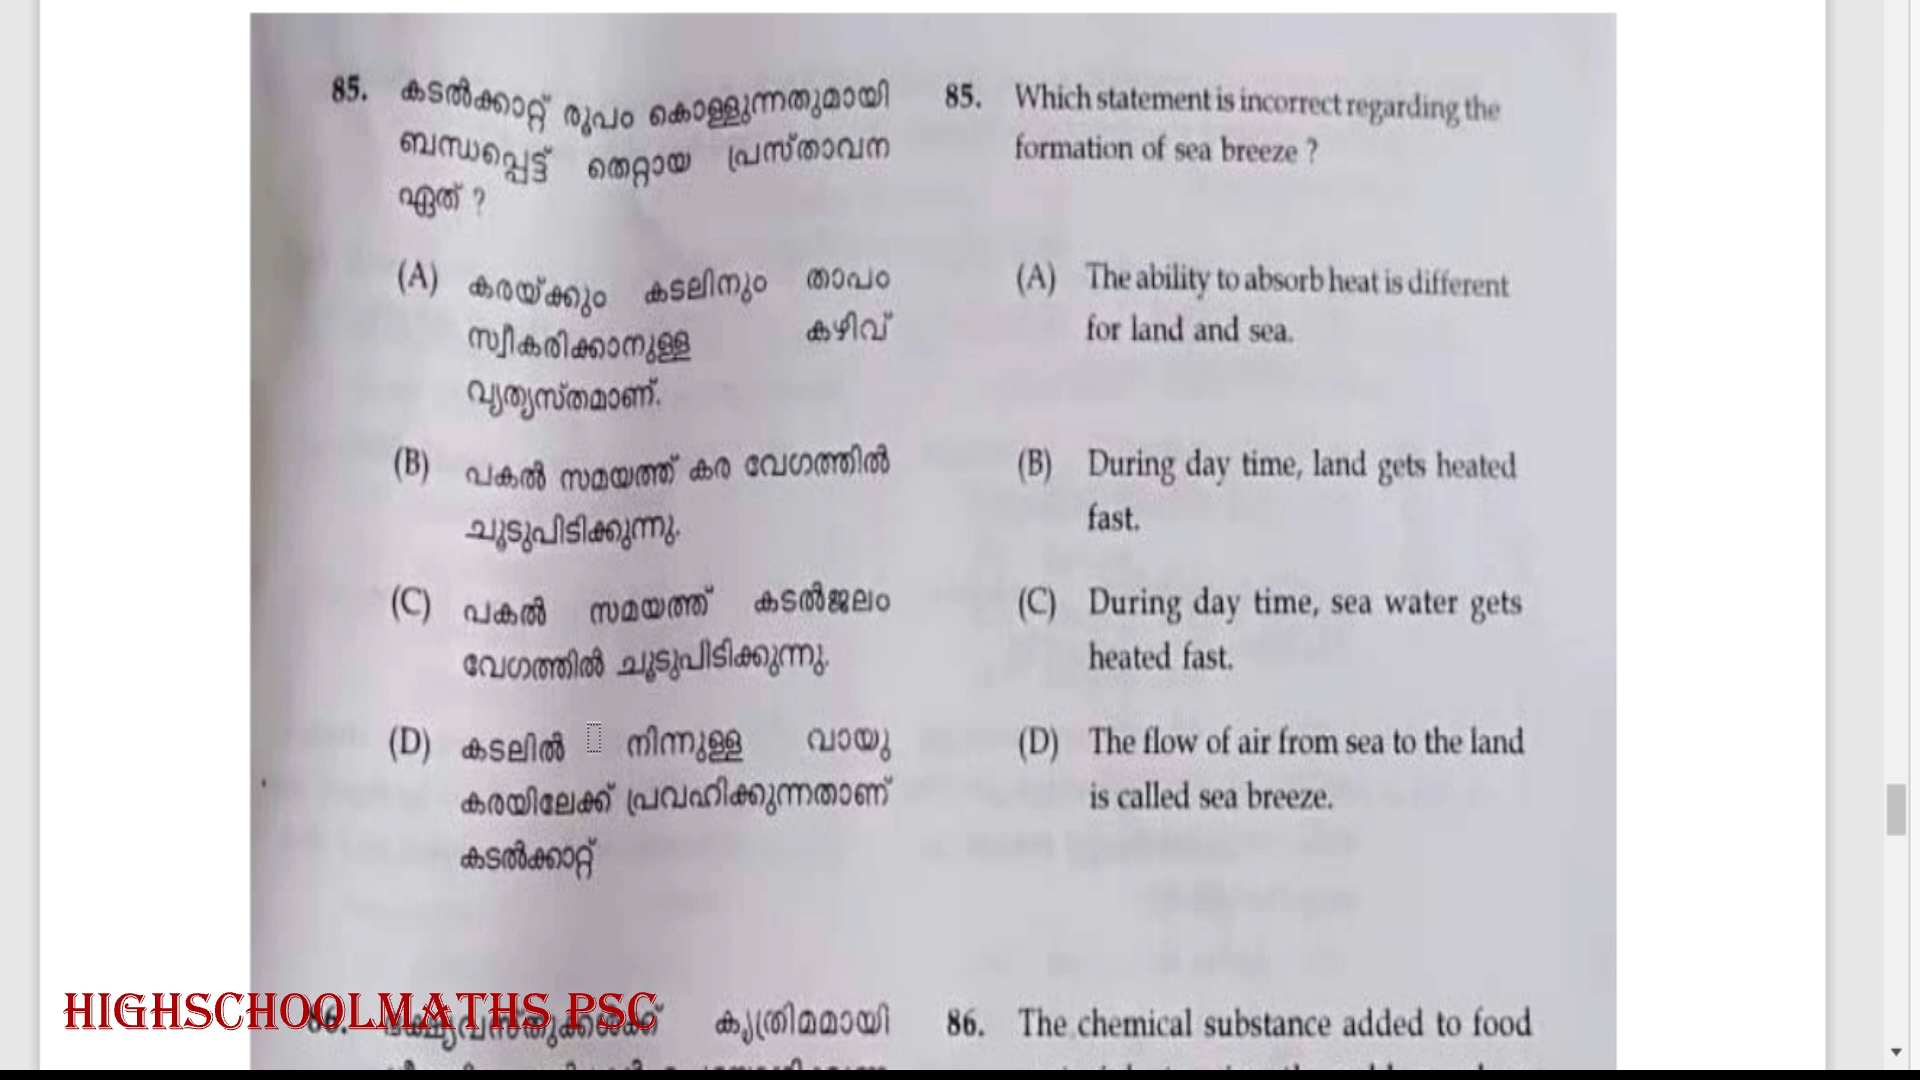 85. കടൽക്കാറ്റ് രൂപം കൊള്ളുന്നതുമായി
ബന്ധപ്പെട്ട് തെറ്റായ പ്രസ്താവന
ഏത് ?
(A) കരയ്ക്കും കടലിനും താപം
സ്വീകരിക്കാനുള്ള കഴിവ്
വ്യത്യസ്തമാണ്.
(B) പകൽ സമയത്ത് കര വേഗത്തിൽ
ചൂടുപിടിക്കുന്നു.
(C) പകൽ സമയത്ത് കടൽജലം
വേഗത്തിൽ ചൂടുപിടിക്കുന്നു.
(D) കടലിൽ നിന്നുള്ള വായു
കരയിലേക്ക് പ്രവഹിക്കുന്നതാണ്
കടൽക്കാറ്റ്
85. Which statement is incorrect regarding the
formation of sea breeze ?
(A) The ability to absorb heat is different
for land and sea.
(B) During day time, land gets heated
fast.
(C) During day time, sea water gets
heated fast.
(D) The flow of air from sea to the land
is called sea breeze.
HIGHSCHOOLMATHS PSC
86. കൃത്രിമമായി
86. The chemical substance added to food